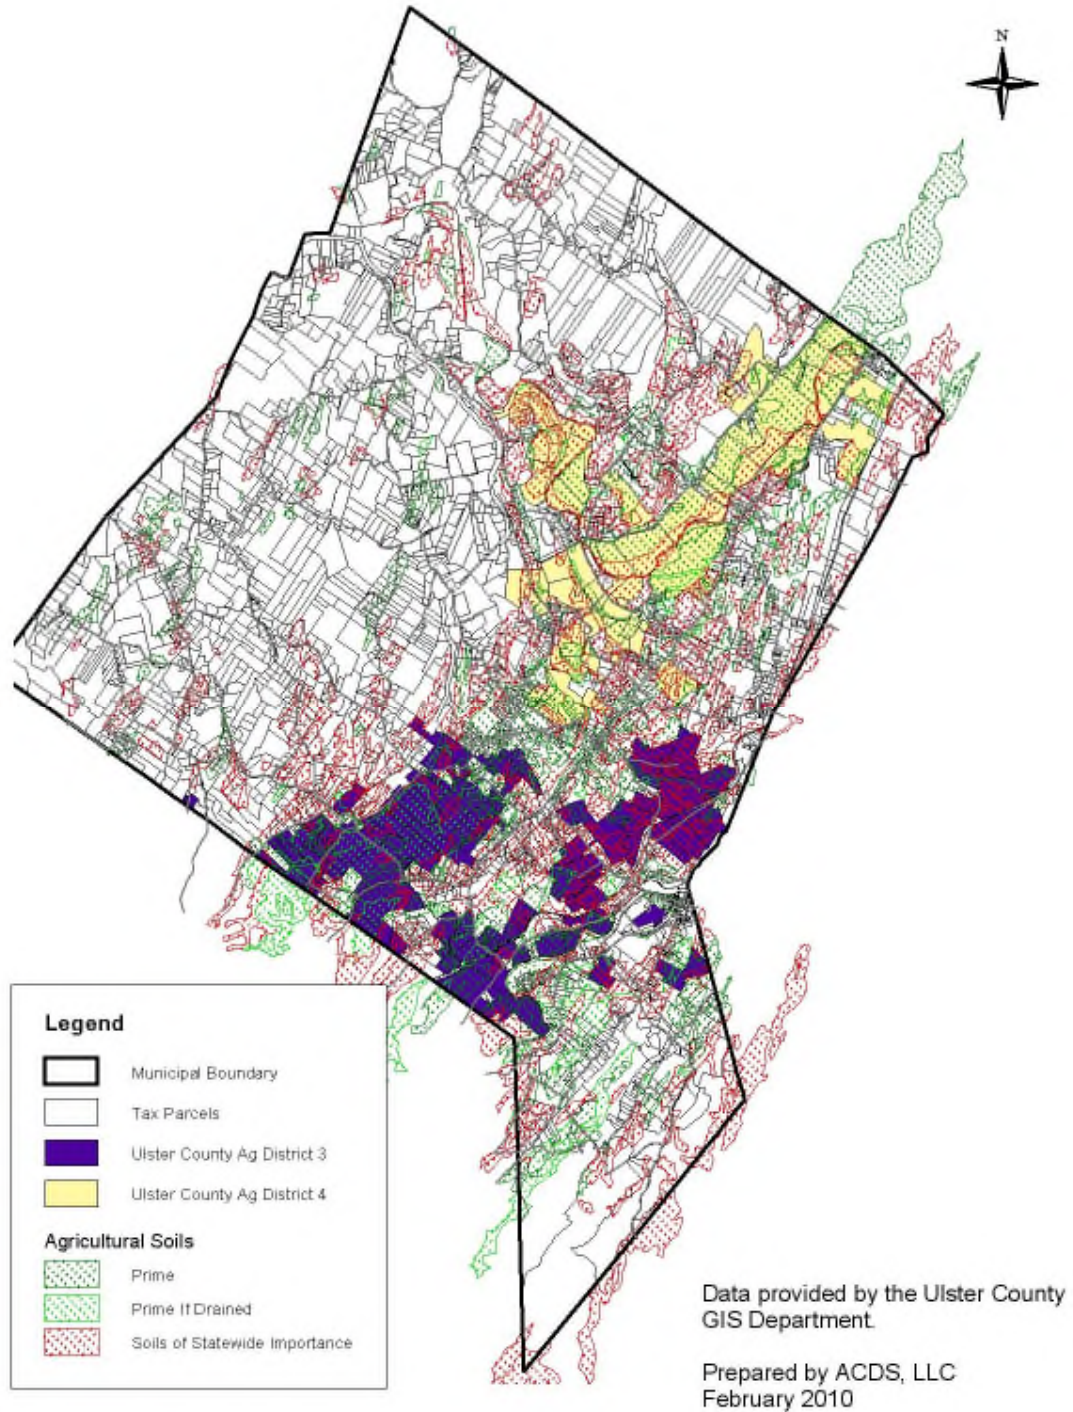 N
Legend
Municipal Boundary
Tax Parcels
Ulster County Ag District 3
Ulster County Ag District 4
Agricultural Soils
Prime
Prime If Drained
Soils of Statewide Importance
Data provided by the Ulster County
GIS Department.
Prepared by ACDS, LLC
February 2010